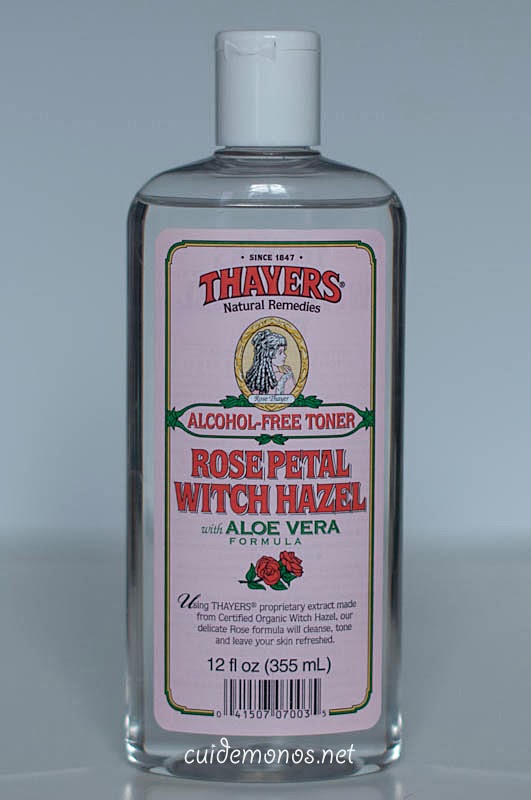 • SINCE 1847 •
THAYERS®
Natural Remedies
Rose Thayer
ALCOHOL-FREE TONER
ROSE PETAL
WITCH HAZEL
with ALOE VERA
FORMULA
Using THAYERS® proprietary extract made
from Certified Organic Witch Hazel, our
delicate Rose formula will cleanse, tone
and leave your skin refreshed.
12 fl oz (355 mL)
0 41507 07003 5
cuidemonos.net